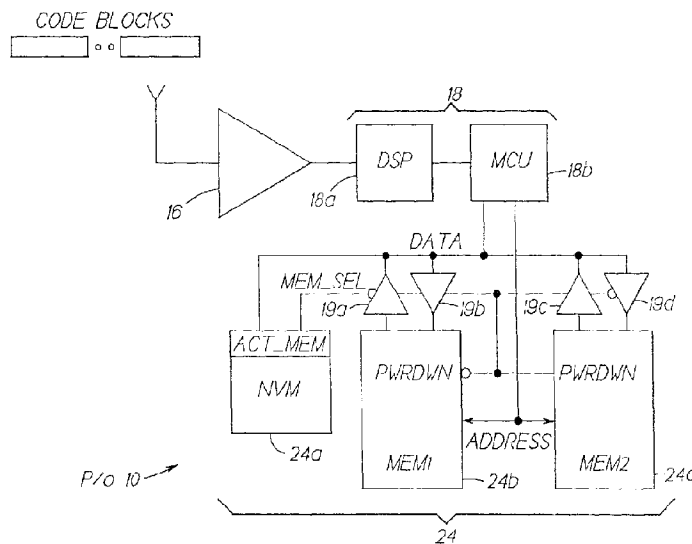 CODE BLOCKS
18
DSP
MCU
16
18a
18b
DATA
MEM_SEL
19a
19b
19c
19d
ACT_MEM
PWRDWN
PWRDWN
NVM
ADDRESS
24a
MEM1
MEM2
P/O 10
24b
24c
24